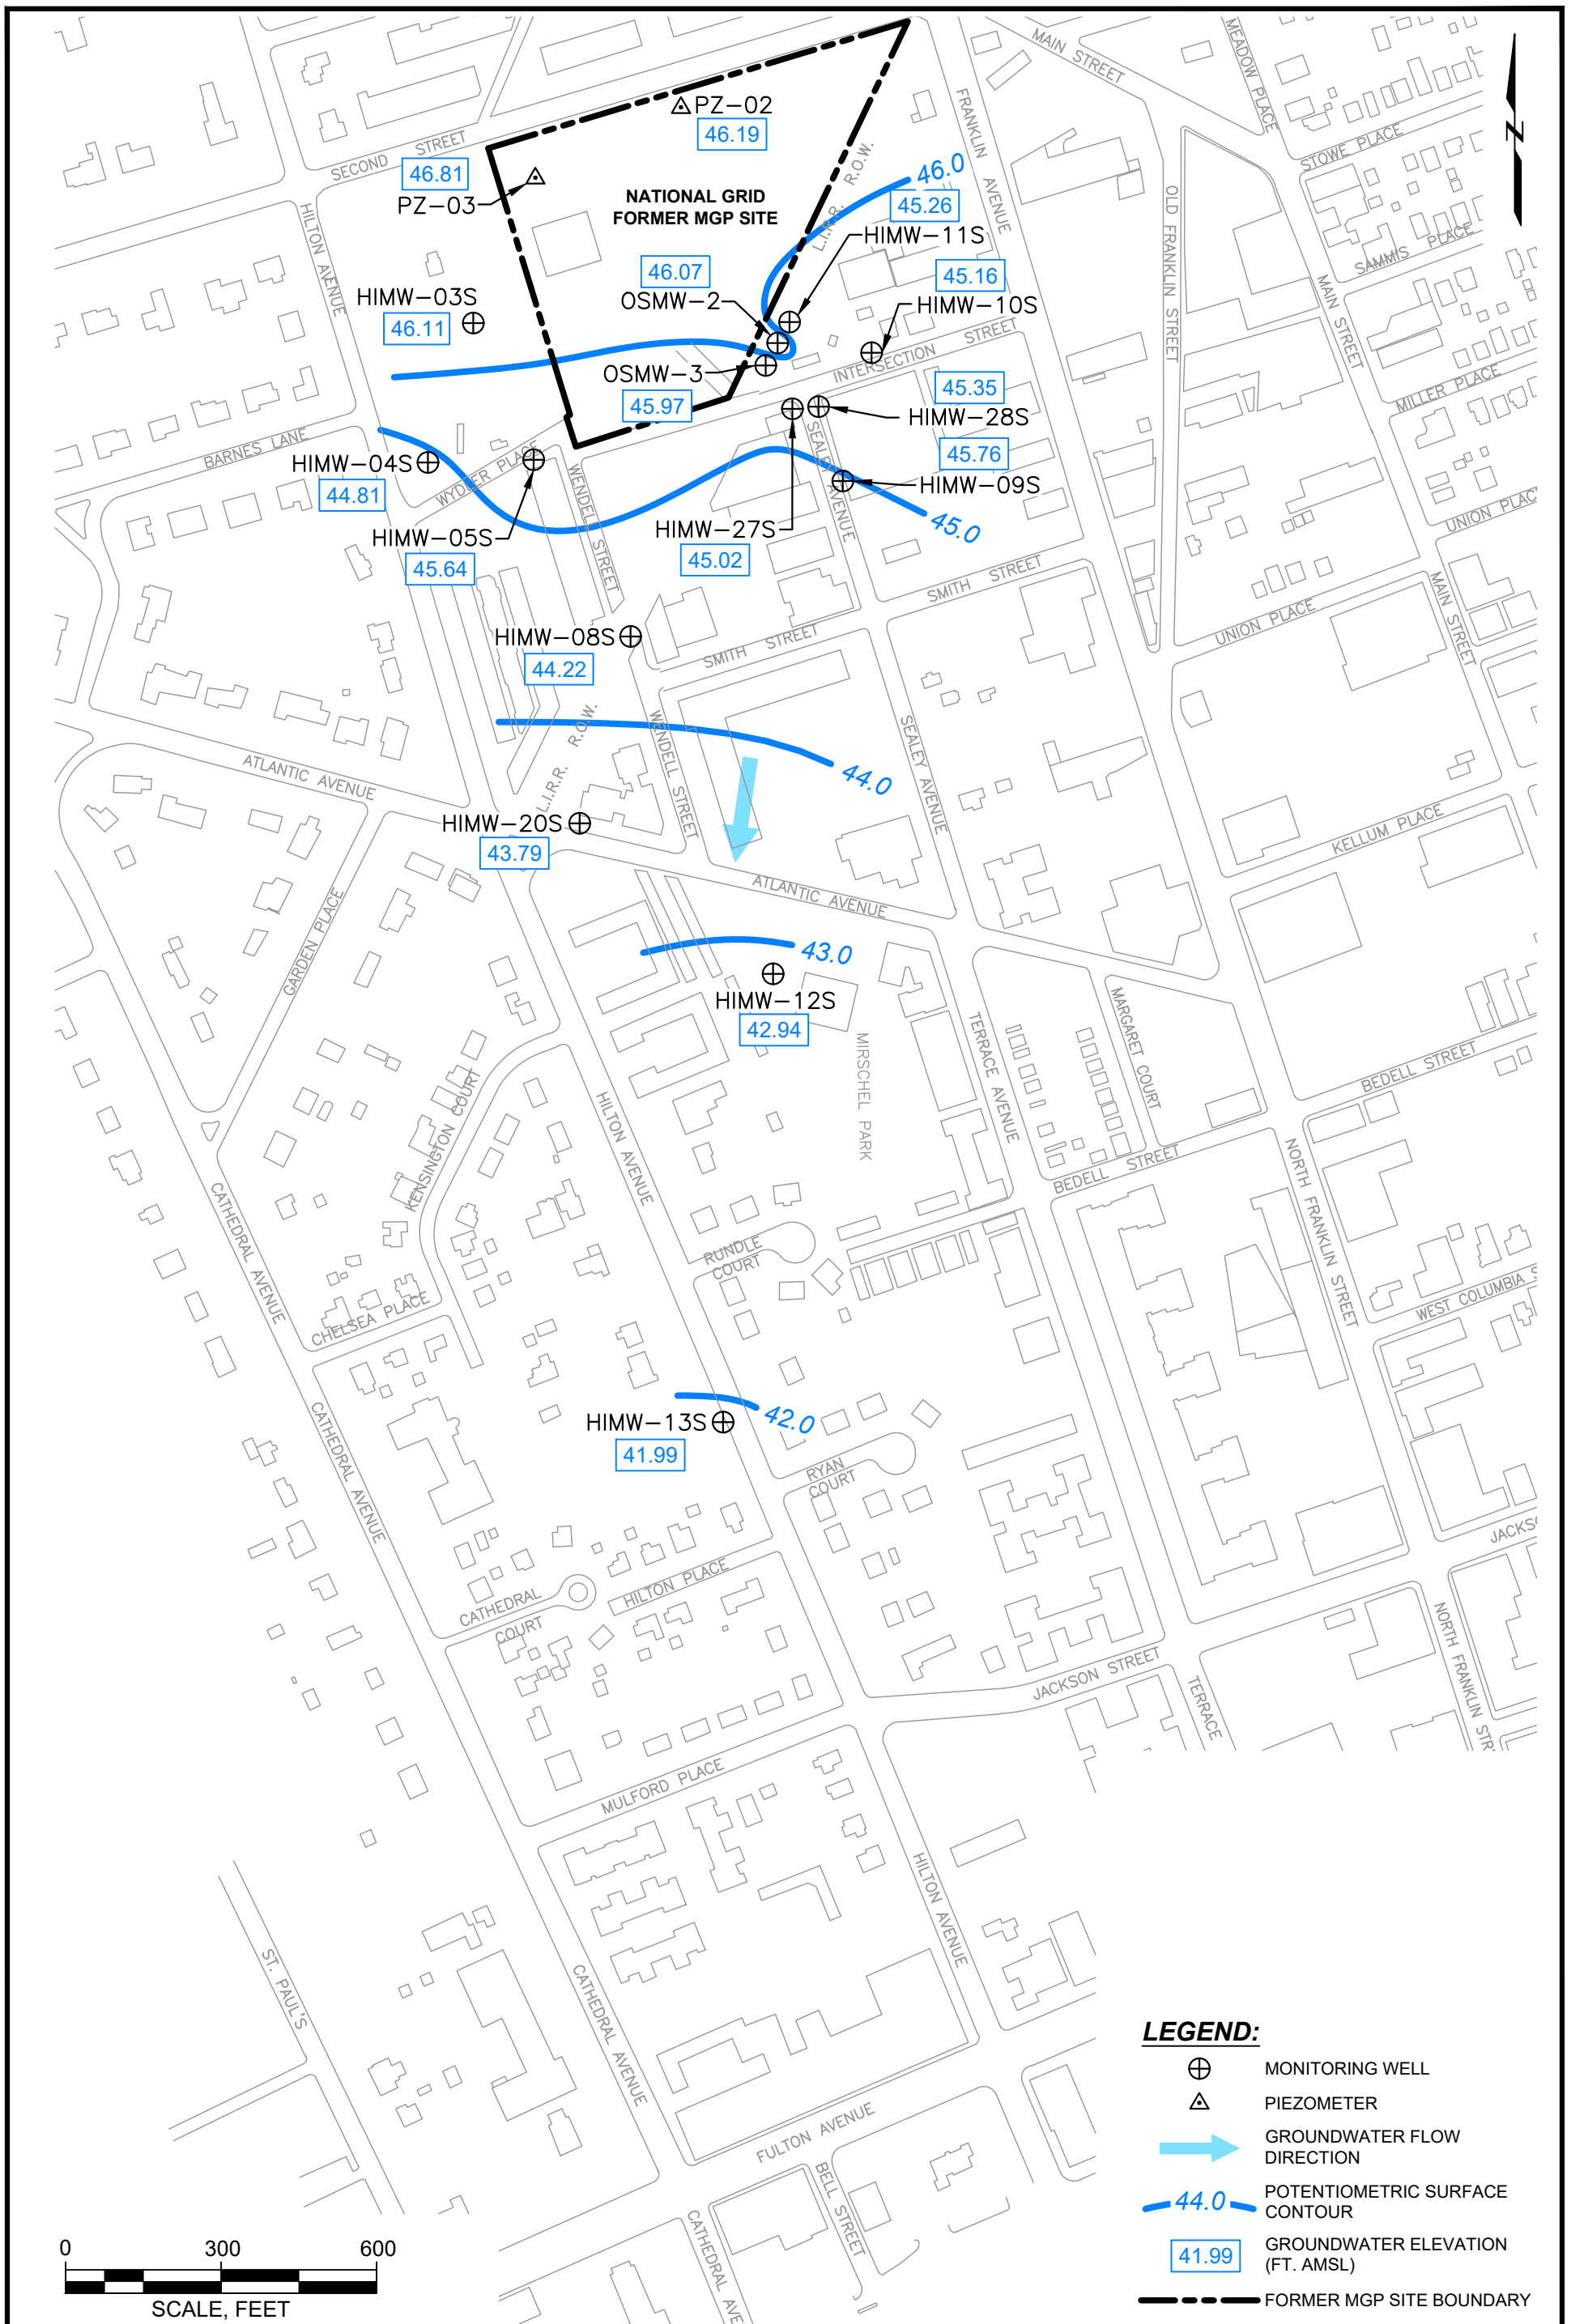 MAIN STREET
MEADOW PLACE
FRANKLIN AVENUE
STOWE PLACE
SECOND STREET
PZ-02
46.19
46.81
PZ-03
NATIONAL GRID
FORMER MGP SITE
L.I.R.R. R.O.W.
46.0
45.26
HIMW-11S
OLD FRANKLIN STREET
SAMMIS PLACE
HILTON AVENUE
46.07
OSMW-2
45.16
HIMW-10S
MAIN STREET
HIMW-03S
46.11
INTERSECTION STREET
OSMW-3
45.97
45.35
HIMW-28S
MILLER PLACE
BARNES LANE
HIMW-04S
44.81
WYDLER PLACE
WENDELL STREET
SEALEY AVENUE
45.76
HIMW-09S
45.0
UNION PLAC
HIMW-05S
45.64
HIMW-27S
45.02
SMITH STREET
UNION PLACE
MAIN STREET
HIMW-08S
44.22
SMITH STREET
L.I.R.R. R.O.W.
WENDELL STREET
SEALEY AVENUE
44.0
ATLANTIC AVENUE
HIMW-20S
43.79
KELLUM PLACE
ATLANTIC AVENUE
GARDEN PLACE
43.0
HIMW-12S
42.94
MIRSCHEL PARK
TERRACE AVENUE
MARGARET COURT
BEDELL STREET
KENSINGTON COURT
HILTON AVENUE
BEDELL STREET
NORTH FRANKLIN STREET
CATHEDRAL AVENUE
RUNDLE
COURT
CHELSEA PLACE
WEST COLUMBIA S
42.0
HIMW-13S
41.99
CATHEDRAL AVENUE
RYAN
COURT
JACKS
CATHEDRAL
COURT
HILTON PLACE
NORTH FRANKLIN STR
JACKSON STREET
TERRACE
MULFORD PLACE
HILTON AVENUE
ST. PAUL'S
CATHEDRAL AVENUE
FULTON AVENUE
BELL STREET
CATHEDRAL AVE
LEGEND:
MONITORING WELL
PIEZOMETER
GROUNDWATER FLOW
DIRECTION
44.0
POTENTIOMETRIC SURFACE
CONTOUR
41.99
GROUNDWATER ELEVATION
(FT. AMSL)
FORMER MGP SITE BOUNDARY
0 300 600
SCALE, FEET
N